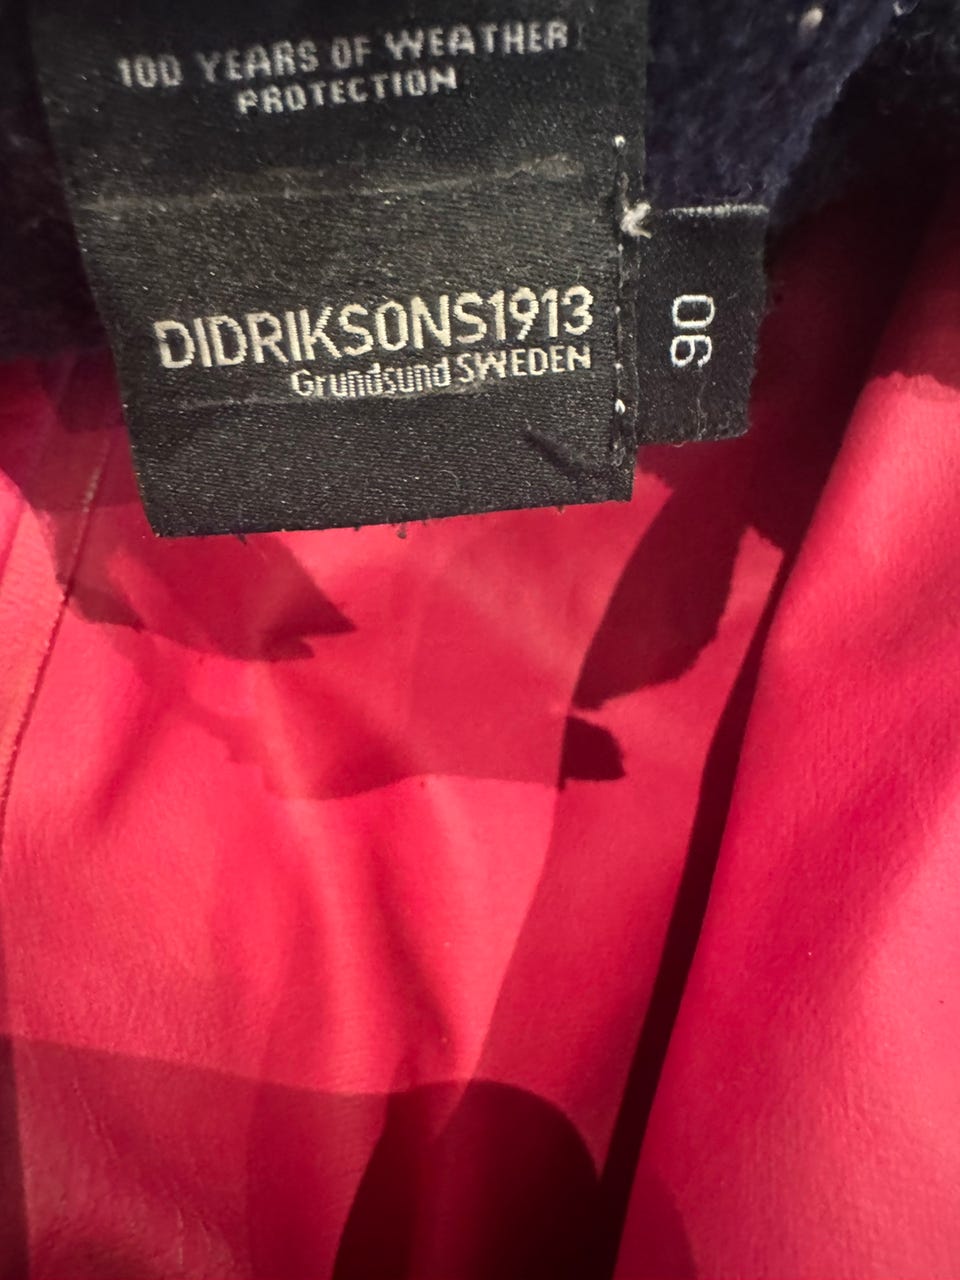 100 YEARS OF WEATHER
PROTECTION
DIDRIKSONS1913
Grundsund SWEDEN
90